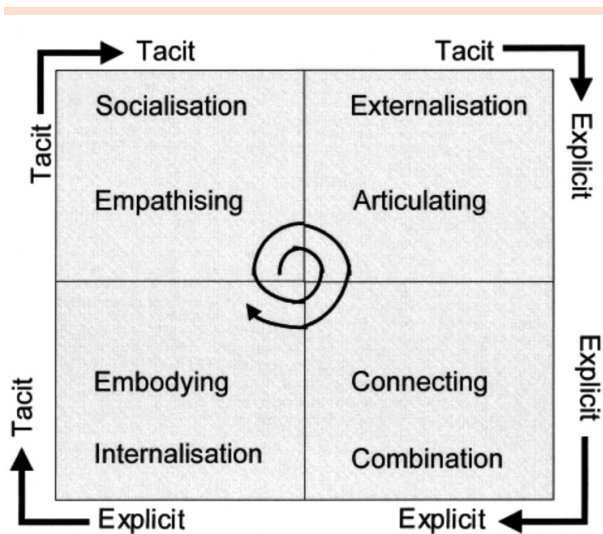 Tacit
Tacit
Tacit
Explicit
Socialisation
Externalisation
Empathising
Articulating
Embodying
Connecting
Internalisation
Combination
Tacit
Explicit
Explicit
Explicit